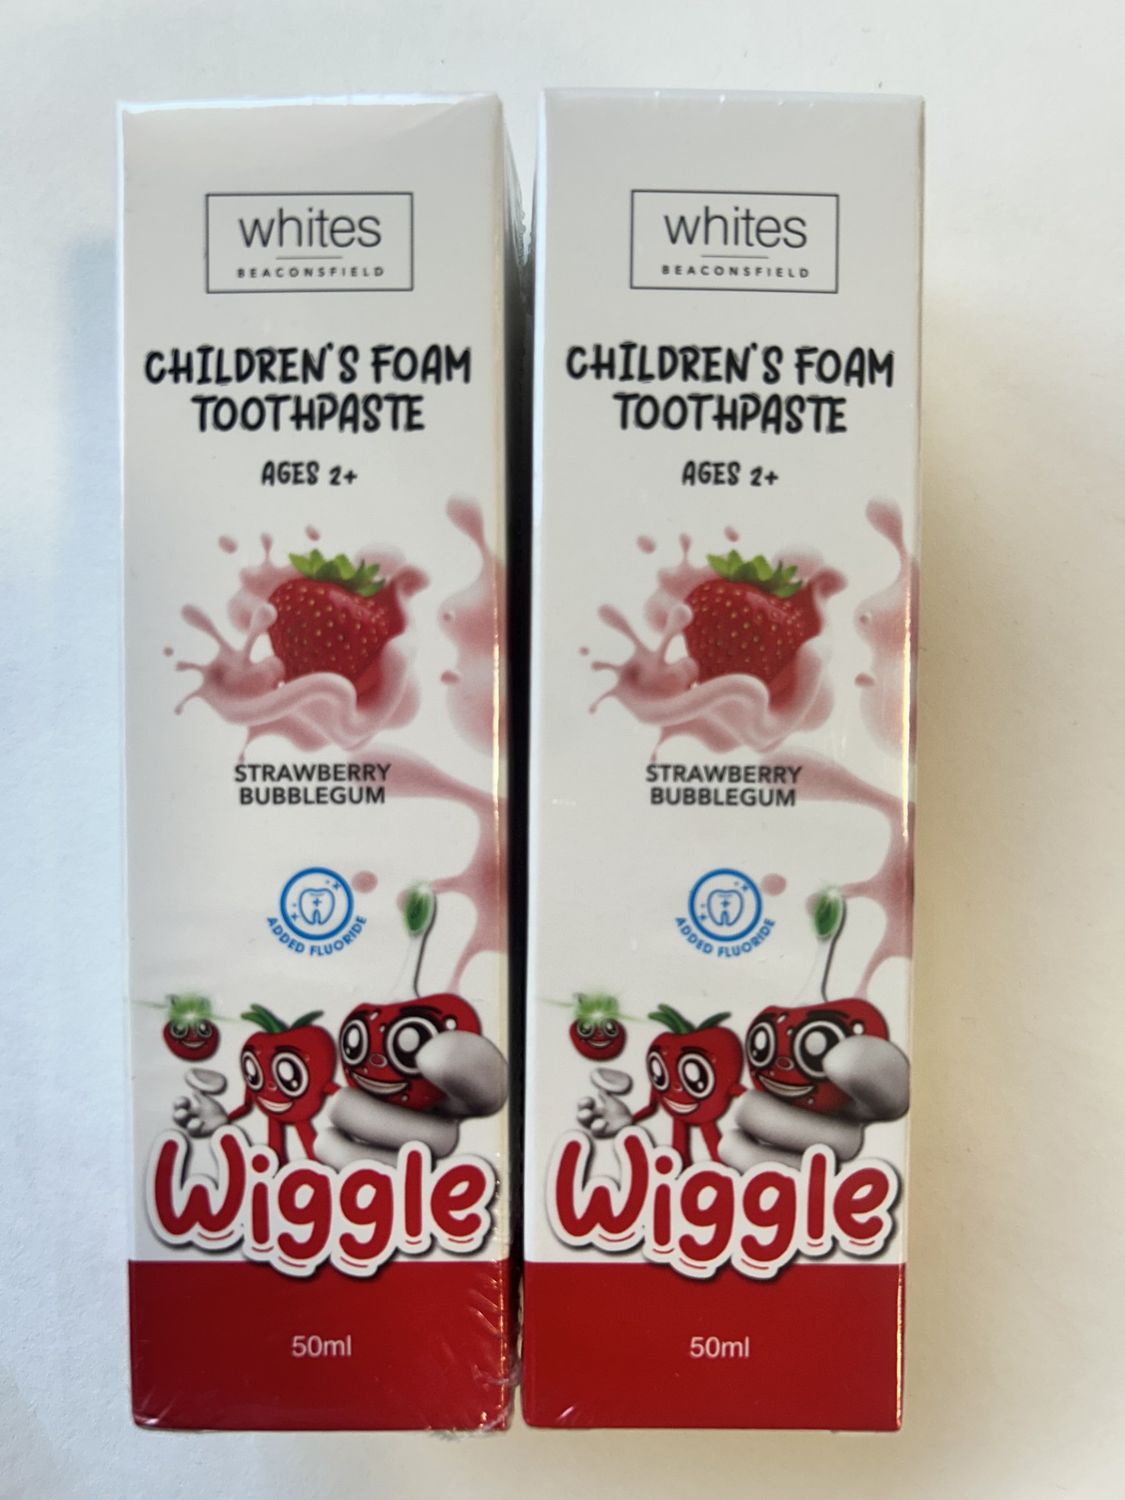 whites
BEACONSFIELD
CHILDREN'S FOAM
TOOTHPASTE
AGES 2+
STRAWBERRY
BUBBLEGUM
ADDED FLUORIDE
Wiggle
50ml
whites
BEACONSFIELD
CHILDREN'S FOAM
TOOTHPASTE
AGES 2+
STRAWBERRY
BUBBLEGUM
ADDED FLUORIDE
Wiggle
50ml